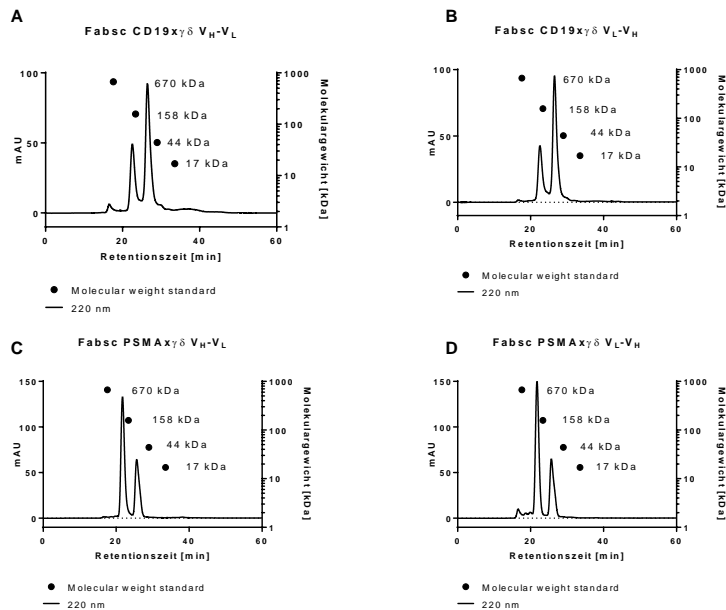 A
Fabsc CD19xγδ VH-VL
100
50
0
mAU
670 kDa
158 kDa
44 kDa
17 kDa
1000
100
10
1
Molekulargewicht [kDa]
0
20
40
60
Retentionszeit [min]
Molecular weight standard
220 nm
B
Fabsc CD19xγδ VL-VH
100
50
0
mAU
670 kDa
158 kDa
44 kDa
17 kDa
1000
100
10
1
Molekulargewicht [kDa]
0
20
40
60
Retentionszeit [min]
Molecular weight standard
220 nm
C
Fabsc PSMAxγδ VH-VL
150
100
50
0
mAU
670 kDa
158 kDa
44 kDa
17 kDa
1000
100
10
1
Molekulargewicht [kDa]
0
20
40
60
Retentionszeit [min]
Molecular weight standard
220 nm
D
Fabsc PSMAxγδ VL-VH
150
100
50
0
mAU
670 kDa
158 kDa
44 kDa
17 kDa
1000
100
10
1
Molekulargewicht [kDa]
0
20
40
60
Retentionszeit [min]
Molecular weight standard
220 nm